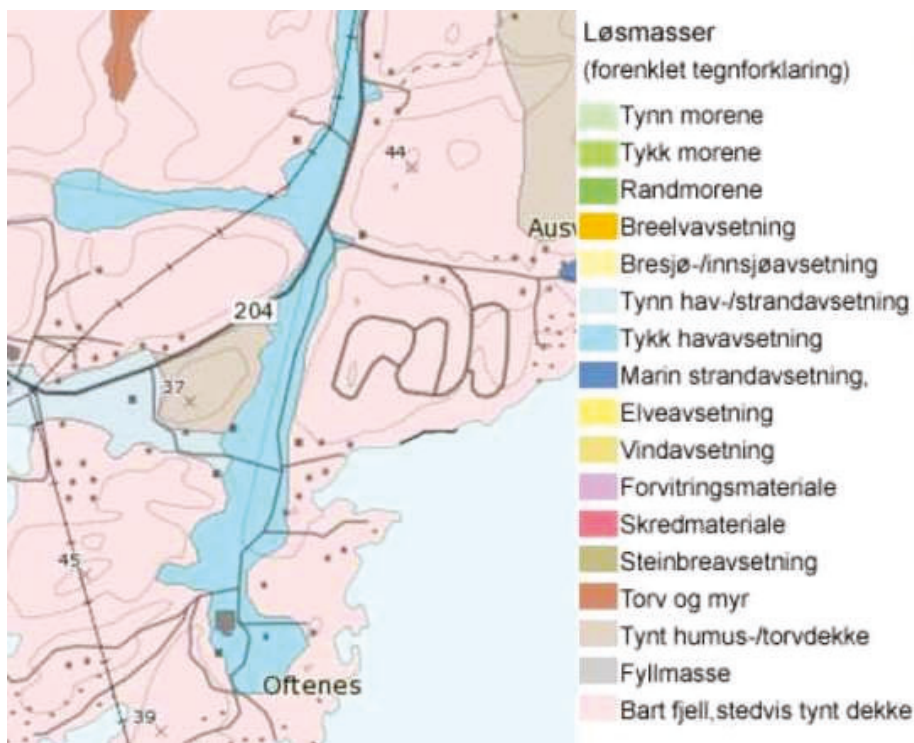 44
Ausv
204
37
45
Oftenes
39
Løsmasser
(forenklet tegnforklaring)
Tynn morene
Tykk morene
Randmorene
Breelvavsetning
Bresjø-/innsjøavsetning
Tynn hav-/strandavsetning
Tykk havavsetning
Marin strandavsetning,
Elveavsetning
Vindavsetning
Forvitringsmateriale
Skredmateriale
Steinbreavsetning
Torv og myr
Tynt humus-/torvdekke
Fyllmasse
Bart fjell,stedvis tynt dekke